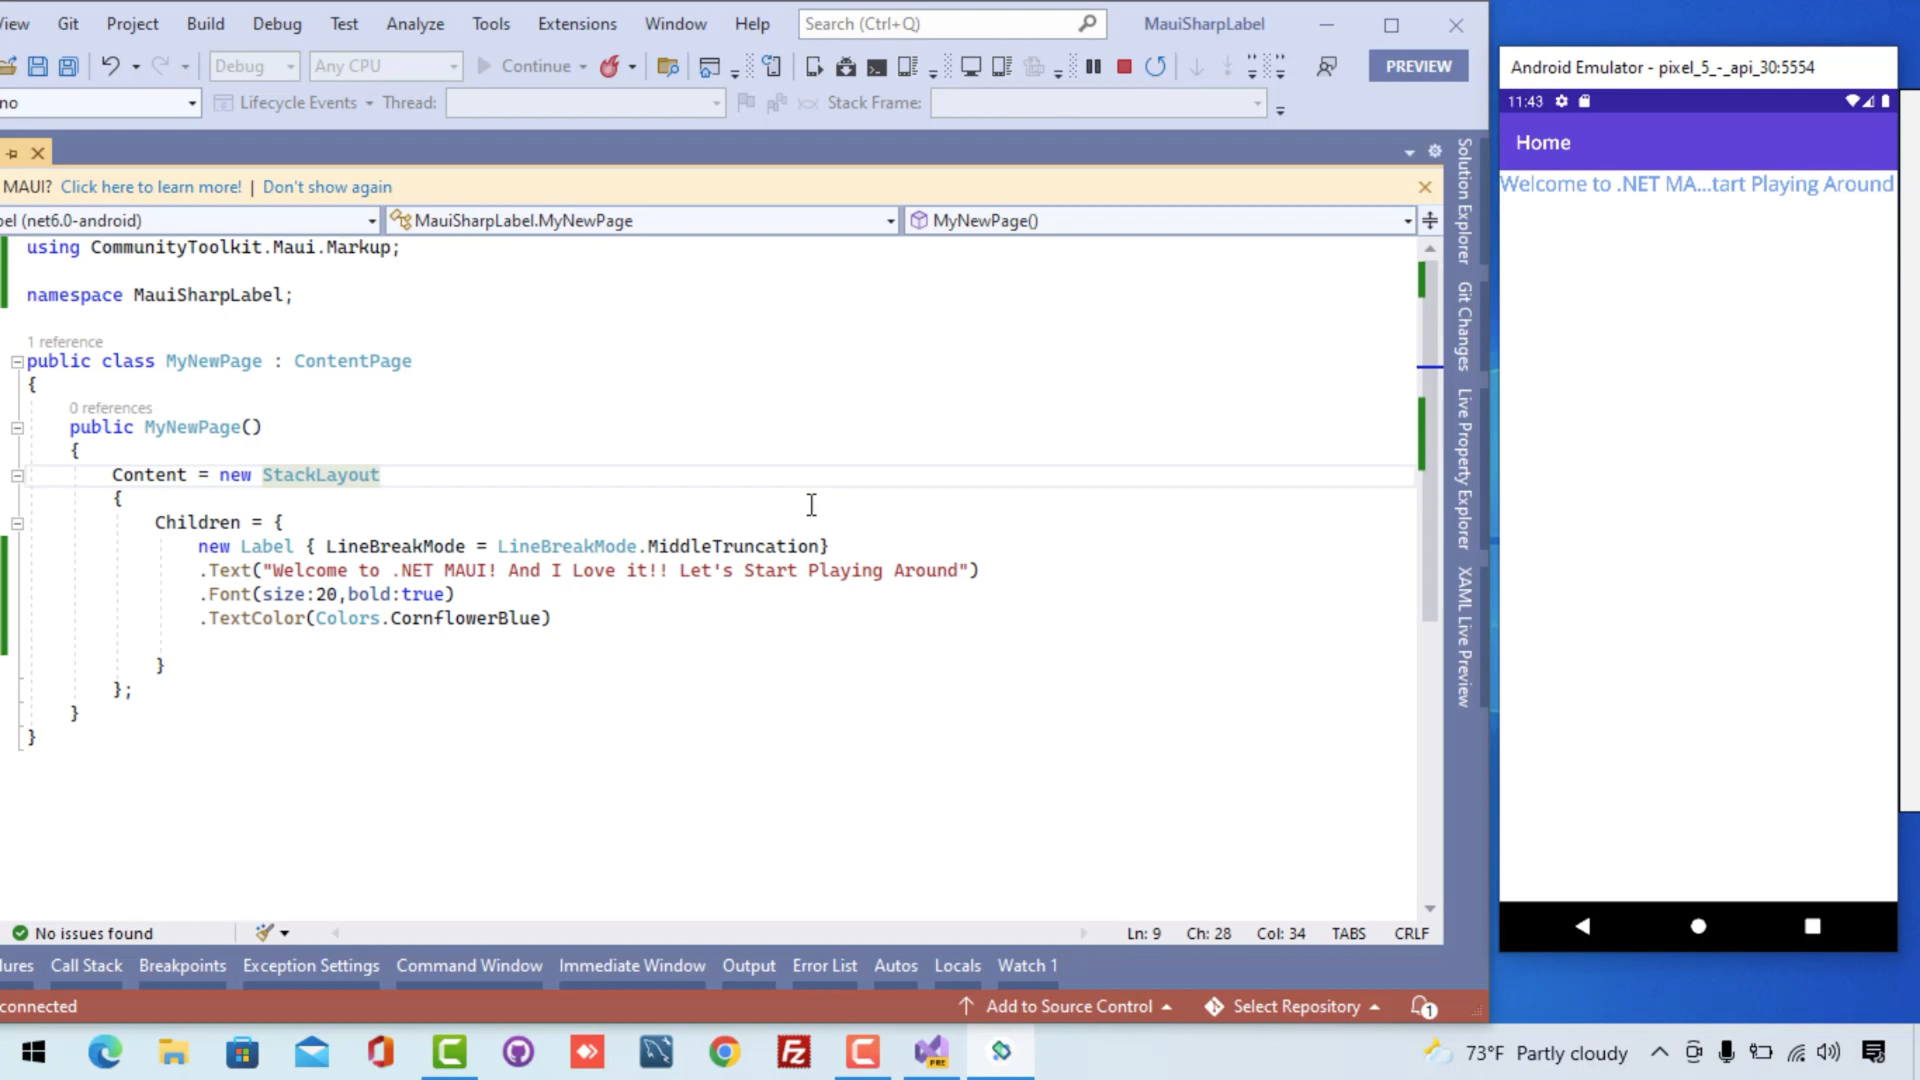 View Git Project Build Debug Test Analyze Tools Extensions Window Help Search (Ctrl+Q) MauiSharpLabel
Debug Any CPU Continue PREVIEW
no Lifecycle Events Thread: Stack Frame:
MAUI? Click here to learn more! | Don't show again
bel (net6.0-android) MauiSharpLabel.MyNewPage MyNewPage()
using CommunityToolkit.Maui.Markup;
namespace MauiSharpLabel;
1 reference
public class MyNewPage : ContentPage
{
0 references
public MyNewPage()
{
Content = new StackLayout
{
Children = {
new Label { LineBreakMode = LineBreakMode.MiddleTruncation}
.Text("Welcome to .NET MAUI! And I Love it!! Let's Start Playing Around")
.Font(size:20,bold:true)
.TextColor(Colors.CornflowerBlue)
}
};
}
}
No issues found Ln: 9 Ch: 28 Col: 34 TABS CRLF
lures Call Stack Breakpoints Exception Settings Command Window Immediate Window Output Error List Autos Locals Watch 1
connected Add to Source Control Select Repository 1
Solution Explorer
Git Changes
Live Property Explorer
XAML Live Preview
Android Emulator - pixel_5_-_api_30:5554
11:43
Home
Welcome to .NET MA...tart Playing Around
PRE
73°F Partly cloudy